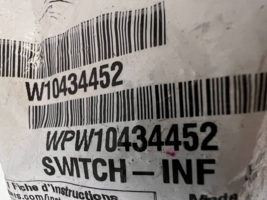 W10434452
WPW10434452
SWITCH-INF
Fiche d'instructions